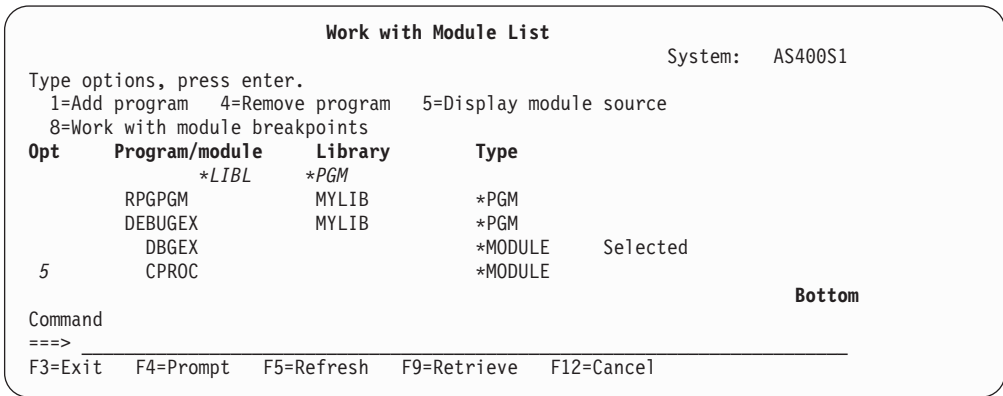 Work with Module List
System: AS400S1
Type options, press enter.
1=Add program 4=Remove program 5=Display module source
8=Work with module breakpoints
Opt Program/module Library Type
*LIBL *PGM
RPGPGM MYLIB *PGM
DEBUGEX MYLIB *PGM
DBGEX *MODULE Selected
5 CPROC *MODULE
Bottom
Command
===>
F3=Exit F4=Prompt F5=Refresh F9=Retrieve F12=Cancel